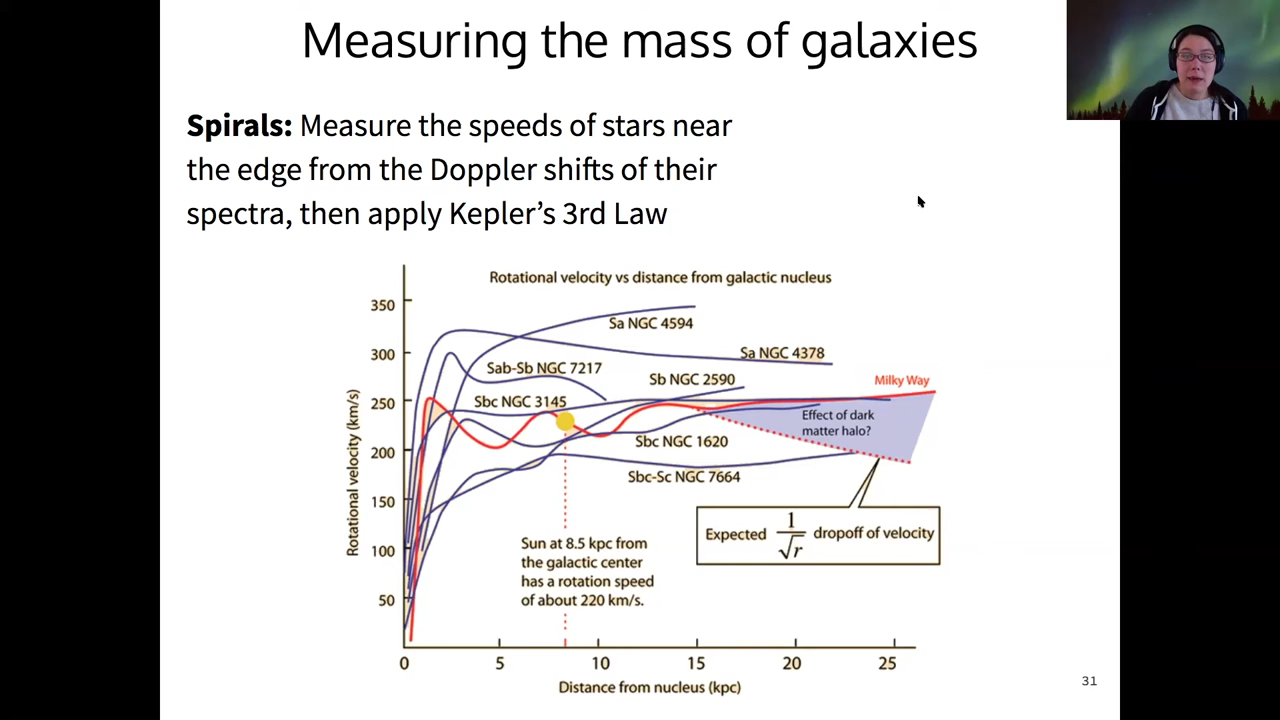 Measuring the mass of galaxies
Spirals: Measure the speeds of stars near
the edge from the Doppler shifts of their
spectra, then apply Kepler’s 3rd Law
Rotational velocity vs distance from galactic nucleus
Rotational velocity (km/s)
350
300
250
200
150
100
50
Sa NGC 4594
Sa NGC 4378
Sab-Sb NGC 7217
Sb NGC 2590
Milky Way
Sbc NGC 3145
Effect of dark
matter halo?
Sbc NGC 1620
Sbc-Sc NGC 7664
Expected 1/√r dropoff of velocity
Sun at 8.5 kpc from
the galactic center
has a rotation speed
of about 220 km/s.
0 5 10 15 20 25
Distance from nucleus (kpc)
31